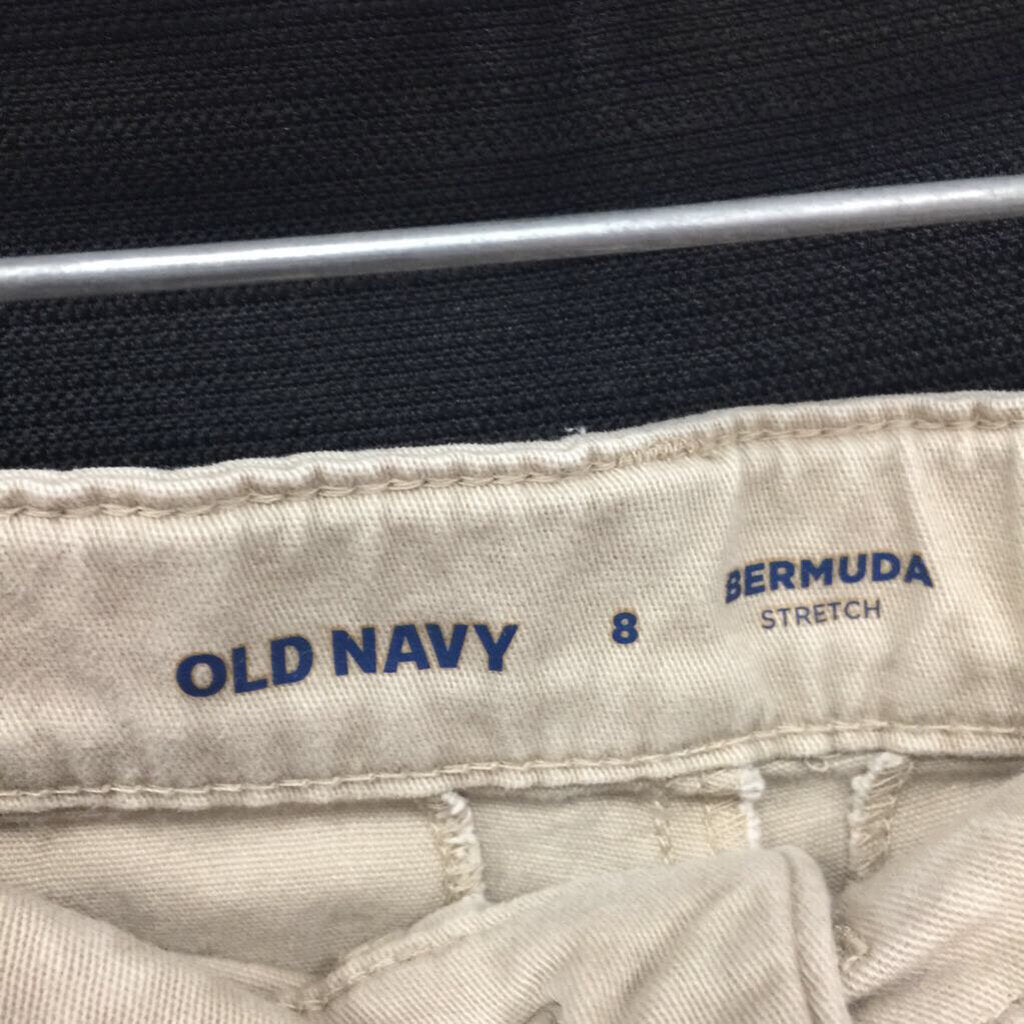 OLD NAVY
8
BERMUDA
STRETCH